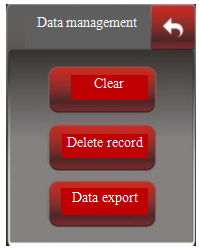 Data management
Clear
Delete record
Data export